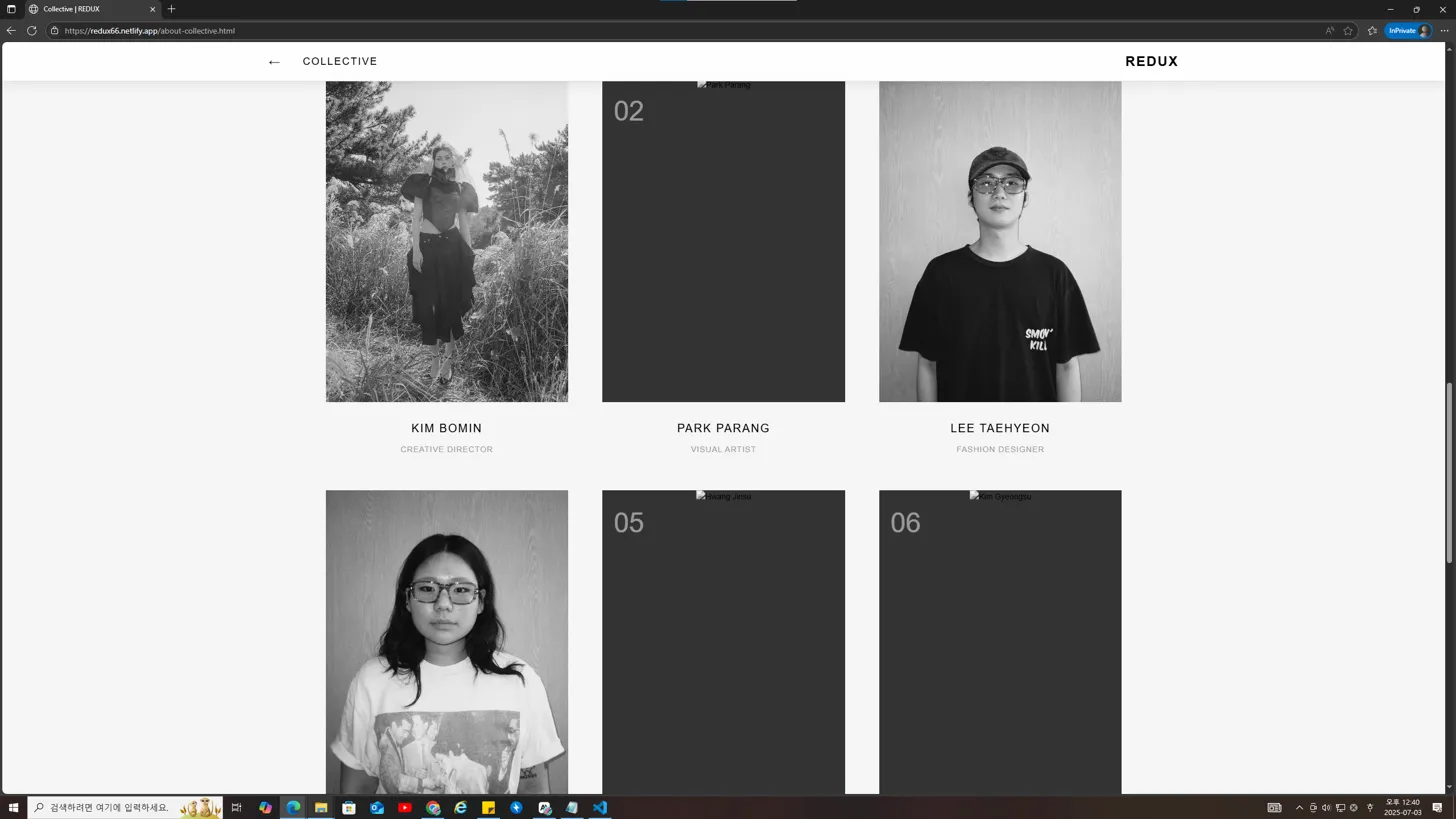 Collective | REDUX
https://redux66.netlify.app/about-collective.html
InPrivate
← COLLECTIVE
REDUX
Park Parang
02
SMON'
KILL
KIM BOMIN
PARK PARANG
LEE TAEHYEON
CREATIVE DIRECTOR
VISUAL ARTIST
FASHION DESIGNER
Hwang Jinsu
Kim Gyeongsu
05
06
검색하려면 여기에 입력하세요.
오후 12:40
2025-07-03